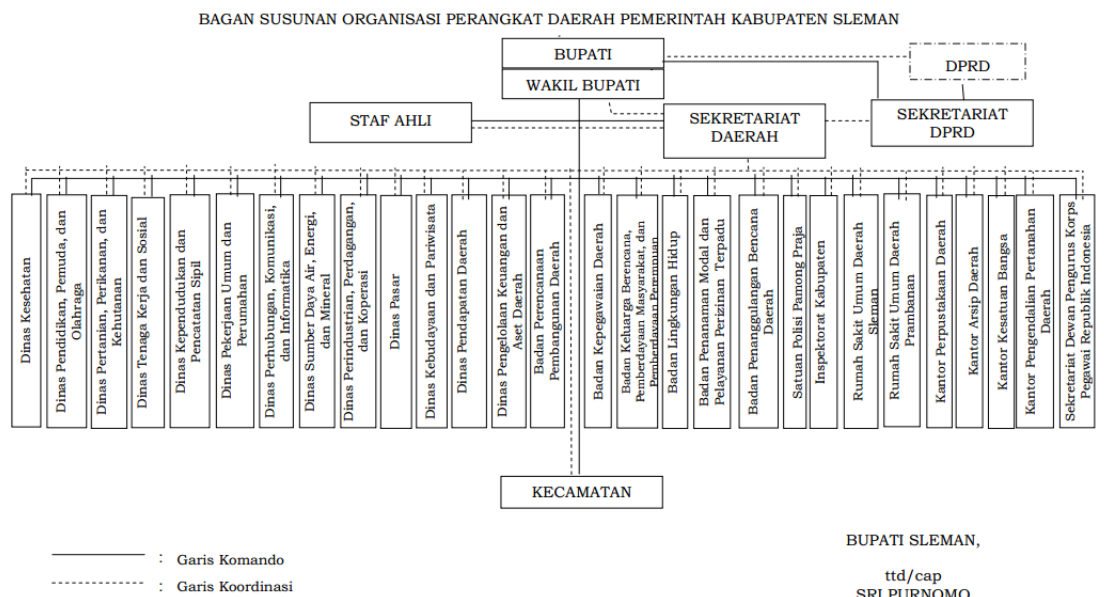 BAGAN SUSUNAN ORGANISASI PERANGKAT DAERAH PEMERINTAH KABUPATEN SLEMAN
BUPATI
DPRD
WAKIL BUPATI
STAF AHLI
SEKRETARIAT
DAERAH
SEKRETARIAT
DPRD
Dinas Kesehatan
Dinas Pendidikan, Pemuda, dan
Olahraga
Dinas Pertanian, Perikanan, dan
Kehutanan
Dinas Tenaga Kerja dan Sosial
Dinas Kependudukan dan
Pencatatan Sipil
Dinas Pekerjaan Umum dan
Perumahan
Dinas Perhubungan, Komunikasi,
dan Informatika
Dinas Sumber Daya Air, Energi,
dan Mineral
Dinas Perindustrian, Perdagangan,
dan Koperasi
Dinas Pasar
Dinas Kebudayaan dan Pariwisata
Dinas Pendapatan Daerah
Dinas Pengelolaan Keuangan dan
Aset Daerah
Badan Perencanaan
Pembangunan Daerah
Badan Kepegawaian Daerah
Badan Keluarga Berencana,
Pemberdayaan Masyarakat, dan
Pemberdayaan Perempuan
Badan Lingkungan Hidup
Badan Penanaman Modal dan
Pelayanan Perizinan Terpadu
Badan Penanggulangan Bencana
Daerah
Satuan Polisi Pamong Praja
Inspektorat Kabupaten
Rumah Sakit Umum Daerah
Sleman
Rumah Sakit Umum Daerah
Prambanan
Kantor Perpustakaan Daerah
Kantor Arsip Daerah
Kantor Kesatuan Bangsa
Kantor Pengendalian Pertanahan
Daerah
Sekretariat Dewan Pengurus Korps
Pegawai Republik Indonesia
KECAMATAN
: Garis Komando
: Garis Koordinasi
BUPATI SLEMAN,
ttd/cap
SRI PURNOMO